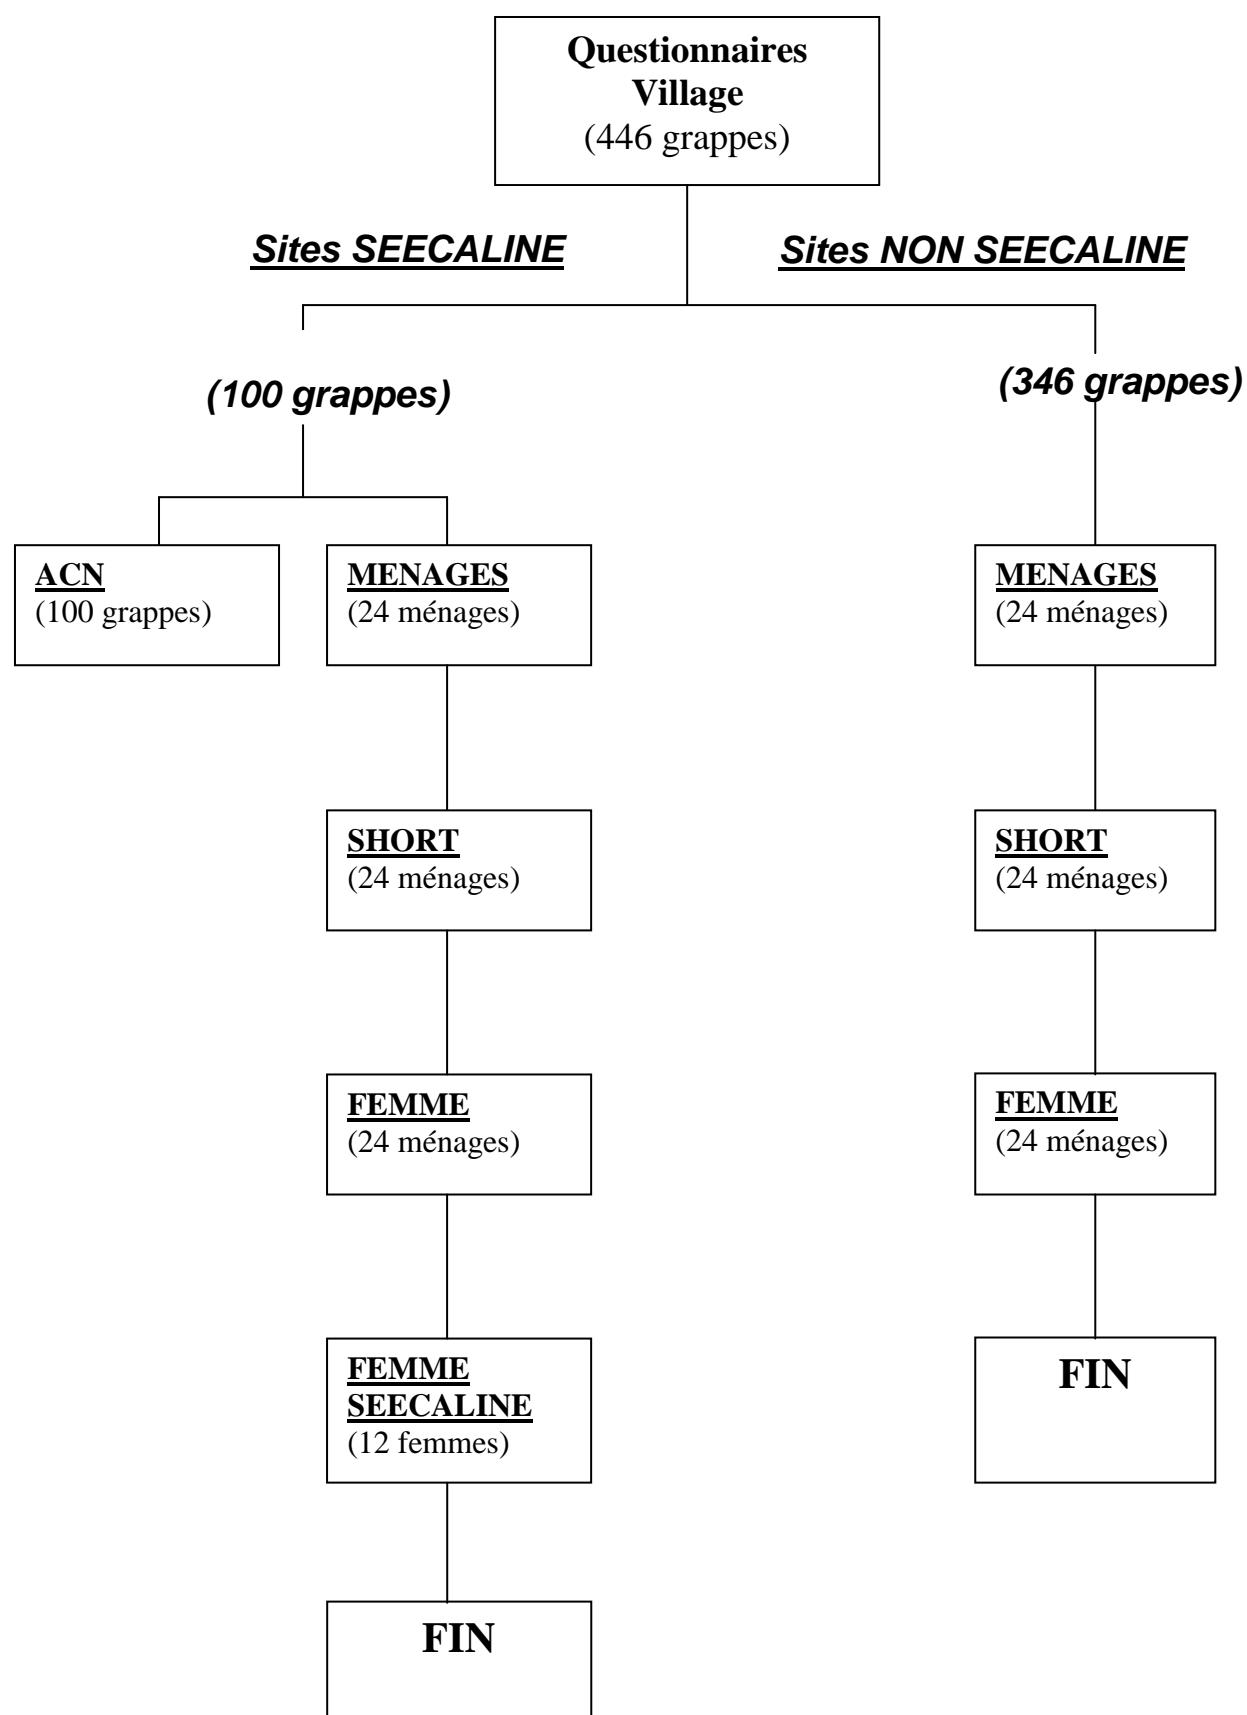 Questionnaires
Village
(446 grappes)
Sites SEECALINE
Sites NON SEECALINE
(100 grappes)
(346 grappes)
ACN
(100 grappes)
MENAGES
(24 ménages)
MENAGES
(24 ménages)
SHORT
(24 ménages)
SHORT
(24 ménages)
FEMME
(24 ménages)
FEMME
(24 ménages)
FEMME
SEECALINE
(12 femmes)
FIN
FIN